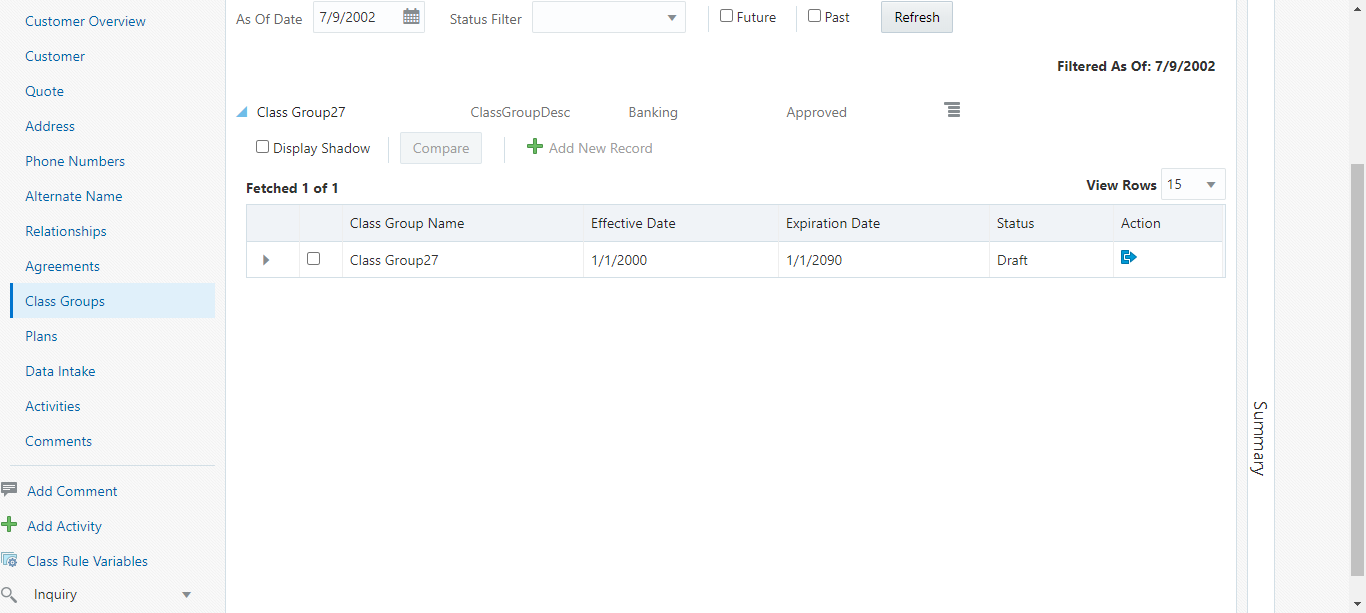 Customer Overview
Customer
Quote
Address
Phone Numbers
Alternate Name
Relationships
Agreements
Class Groups
Plans
Data Intake
Activities
Comments
Add Comment
Add Activity
Class Rule Variables
Inquiry
As Of Date 7/9/2002 Status Filter Future Past Refresh
Filtered As Of: 7/9/2002
Class Group27 ClassGroupDesc Banking Approved
Display Shadow Compare Add New Record
Fetched 1 of 1 View Rows 15
Class Group Name Effective Date Expiration Date Status Action
Class Group27 1/1/2000 1/1/2090 Draft
Summary